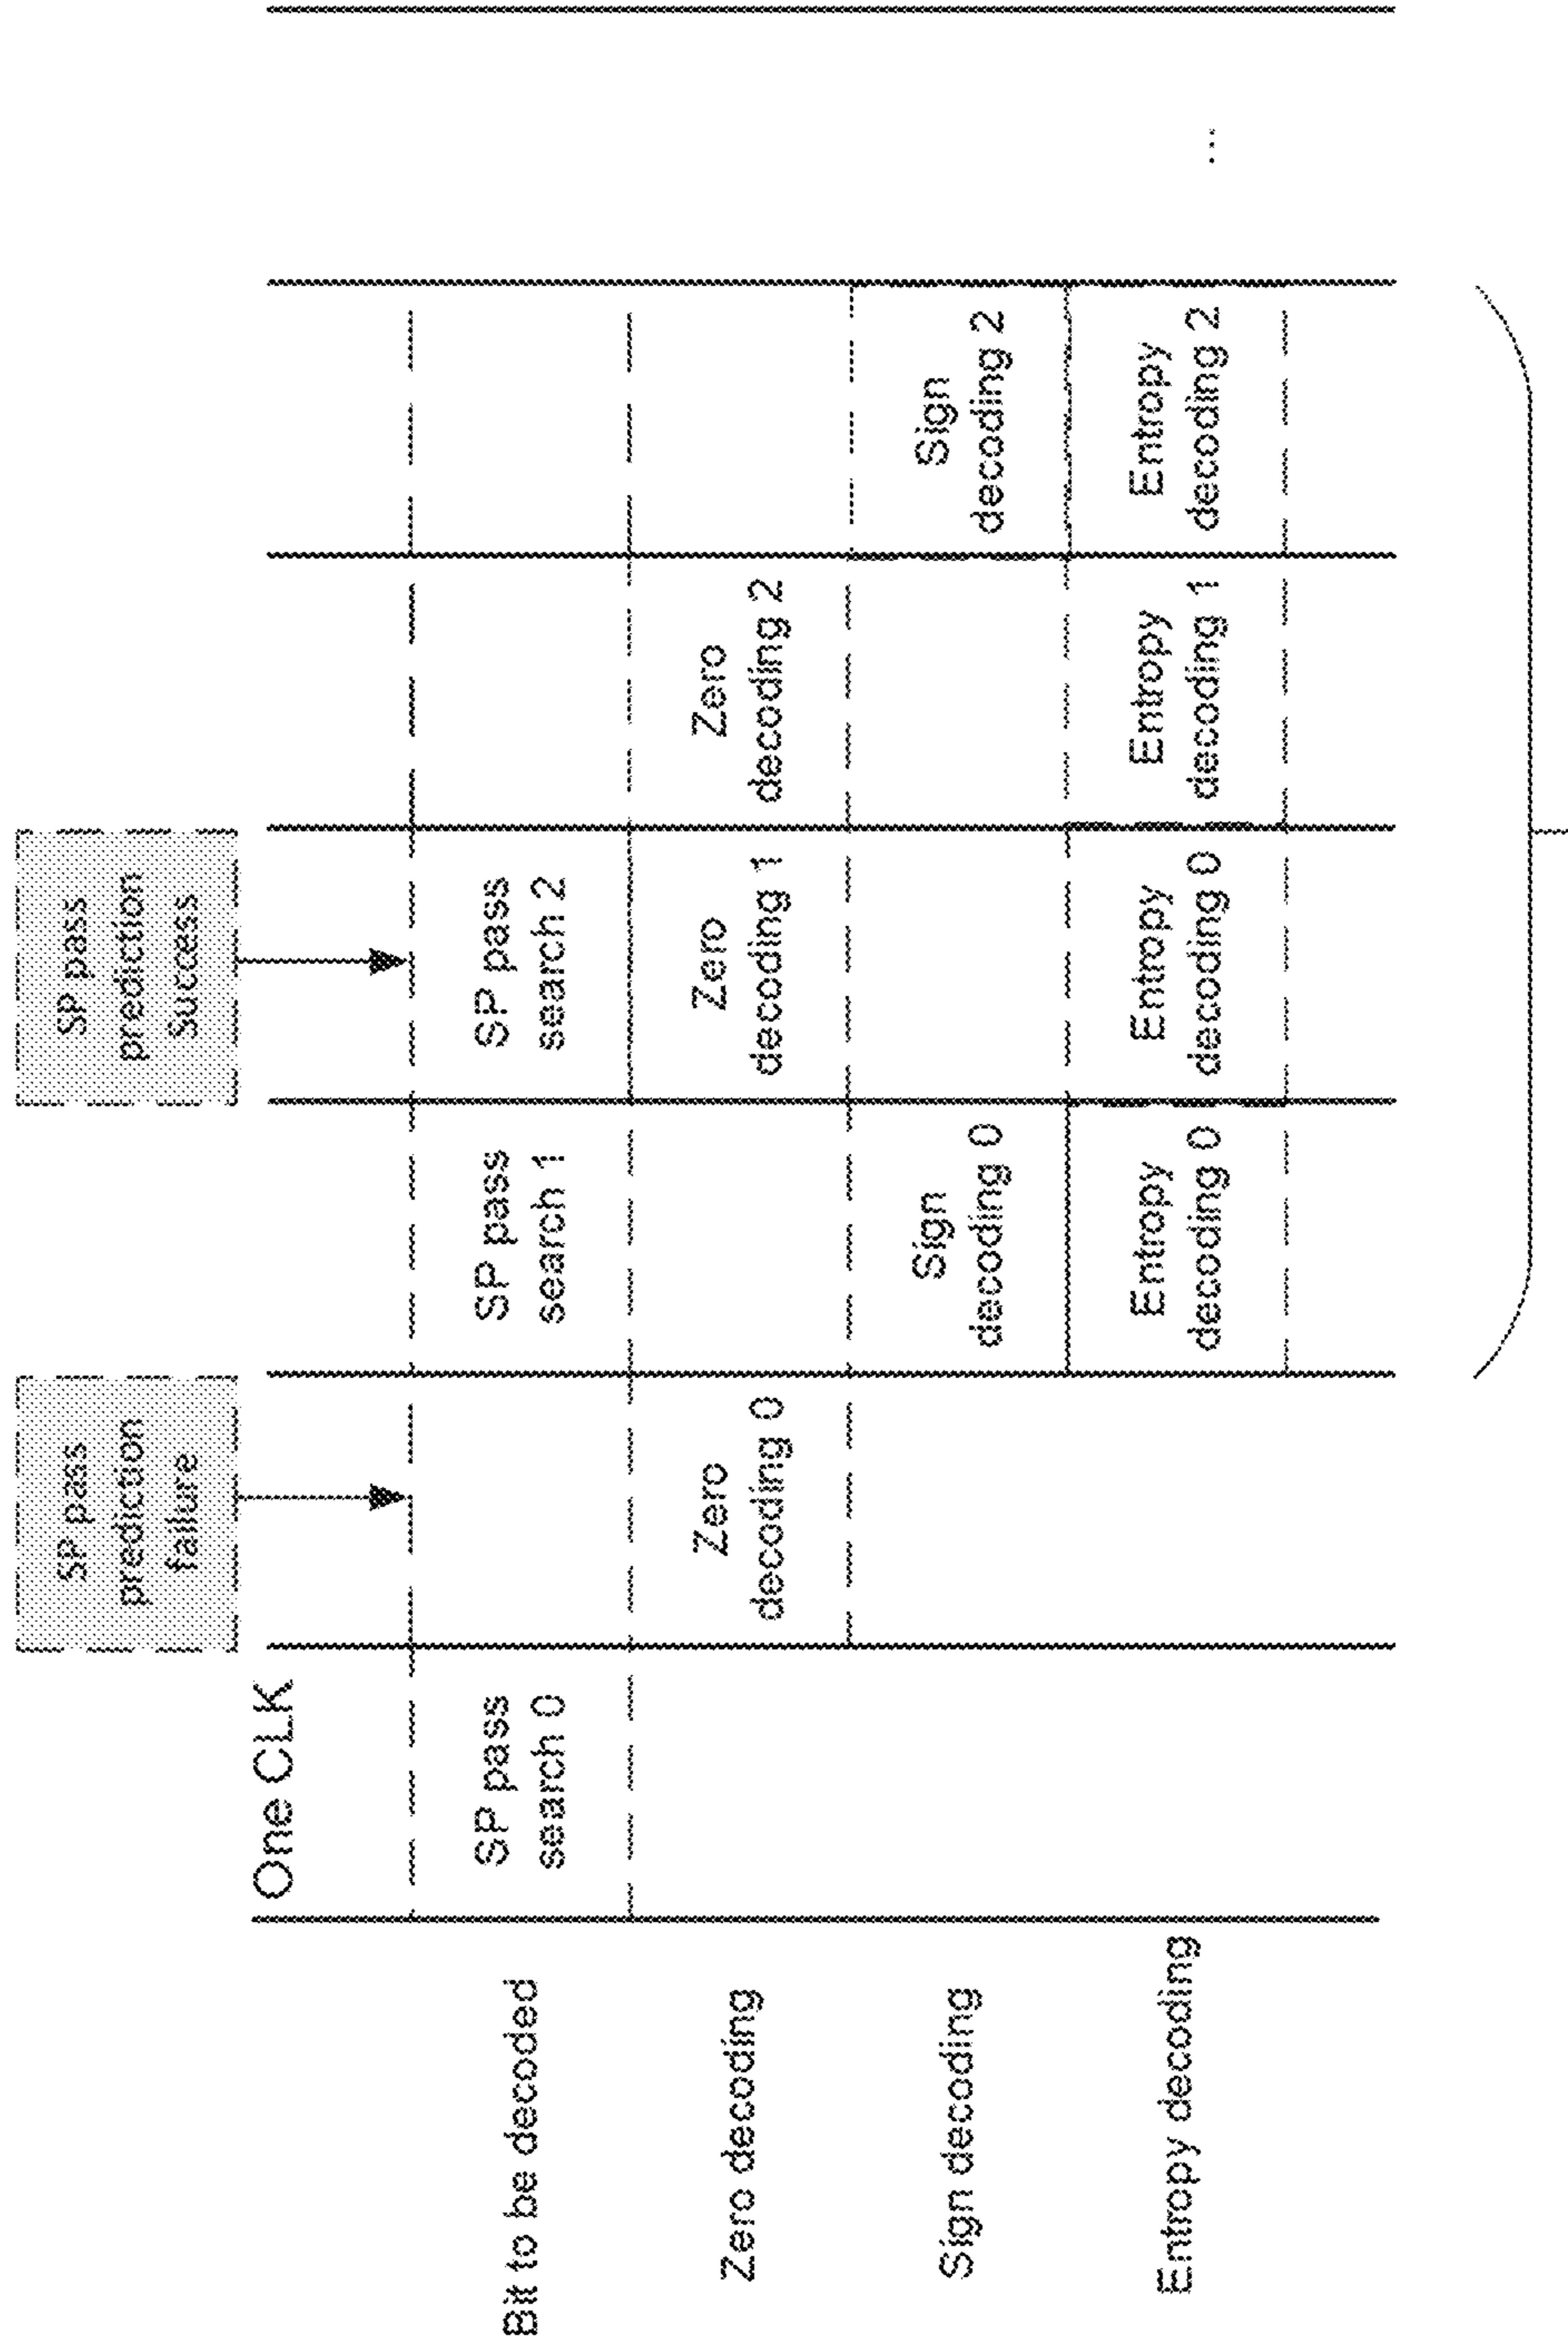 SP pass
prediction
failure
SP pass
prediction
Success
One CLK
Bit to be decoded
SP pass
search 0
SP pass
search 1
SP pass
search 2
Zero decoding
Zero
decoding 0
Zero
decoding 1
Zero
decoding 2
Sign decoding
Sign
decoding 0
Sign
decoding 2
Entropy decoding
Entropy
decoding 0
Entropy
decoding 0
Entropy
decoding 1
Entropy
decoding 2
...